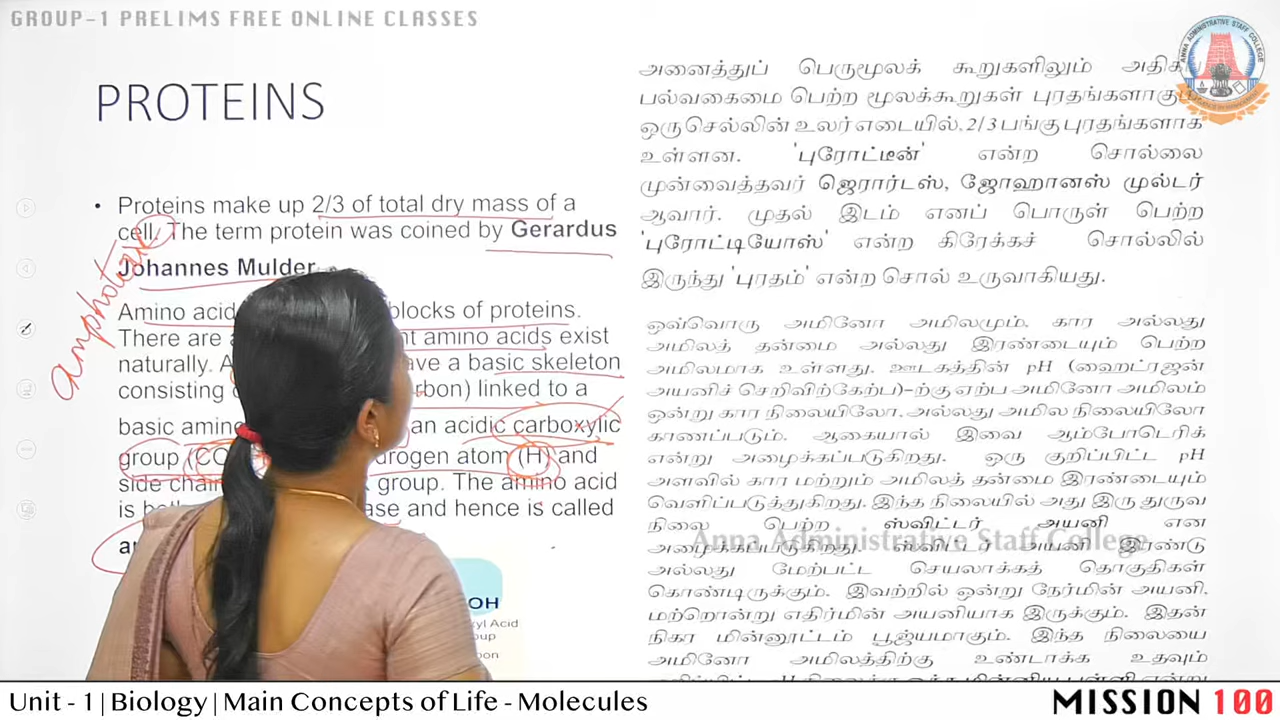 GROUP-1 PRELIMS FREE ONLINE CLASSES
PROTEINS
• Proteins make up 2/3 of total dry mass of a
cell. The term protein was coined by Gerardus
Johannes Mulder
Amino acid blocks of proteins.
There are amino acids exist
naturally. have a basic skeleton
consisting linked to a
basic an acidic carboxylic
group atom (H) and
side group. The amino acid
is and hence is called
OH
amphoteric
அனைத்துப் பெருமூலக் கூறுகளிலும்
பல்வகைமை பெற்ற மூலக்கூறுகள்
ஒரு செல்லின் உலர் எடையில், 2/3 பங்கு புரதங்களாக
உள்ளன. 'புரோட்டீன்' என்ற சொல்லை
முன்வைத்தவர் ஜெரார்டஸ், ஜோஹானஸ் முல்டர்
ஆவார். முதல் இடம் எனப் பொருள் பெற்ற
'புரோட்டியோஸ்' என்ற கிரேக்கச் சொல்லில்
இருந்து 'புரதம்' என்ற சொல் உருவாகியது.
ஒவ்வொரு அமினோ அமிலமும், கார அல்லது
அமிலத் தன்மை அல்லது இரண்டையும் பெற்ற
அமிலமாக உள்ளது. ஊடகத்தின் pH (ஹைட்ரஜன்
அயனிச் செறிவிற்கேற்ப)-ற்கு ஏற்ப அமினோ அமிலம்
ஒன்று கார நிலையிலோ, அல்லது அமில நிலையிலோ
காணப்படும். ஆகையால் இவை ஆம்போடெரிக்
என்று அழைக்கப்படுகிறது. ஒரு குறிப்பிட்ட pH
அளவில் கார மற்றும் அமிலத் தன்மை இரண்டையும்
வெளிப்படுத்துகிறது. இந்த நிலையில் அது இரு துருவ
நிலை பெற்ற ஸ்விட்டர் அயனி என
அழைக்கப்படுகிறது. ஸ்விட்டர் அயனி இரண்டு
அல்லது மேற்பட்ட செயலாக்கத் தொகுதிகள்
கொண்டிருக்கும். இவற்றில் ஒன்று நேர்மின் அயனி,
மற்றொன்று எதிர்மின் அயனியாக இருக்கும். இதன்
நிகர மின்னூட்டம் பூஜ்யமாகும். இந்த நிலையை
அமினோ அமிலத்திற்கு உண்டாக்க உதவும்
Anna Administrative Staff College
Unit - 1 | Biology | Main Concepts of Life - Molecules
MISSION 100